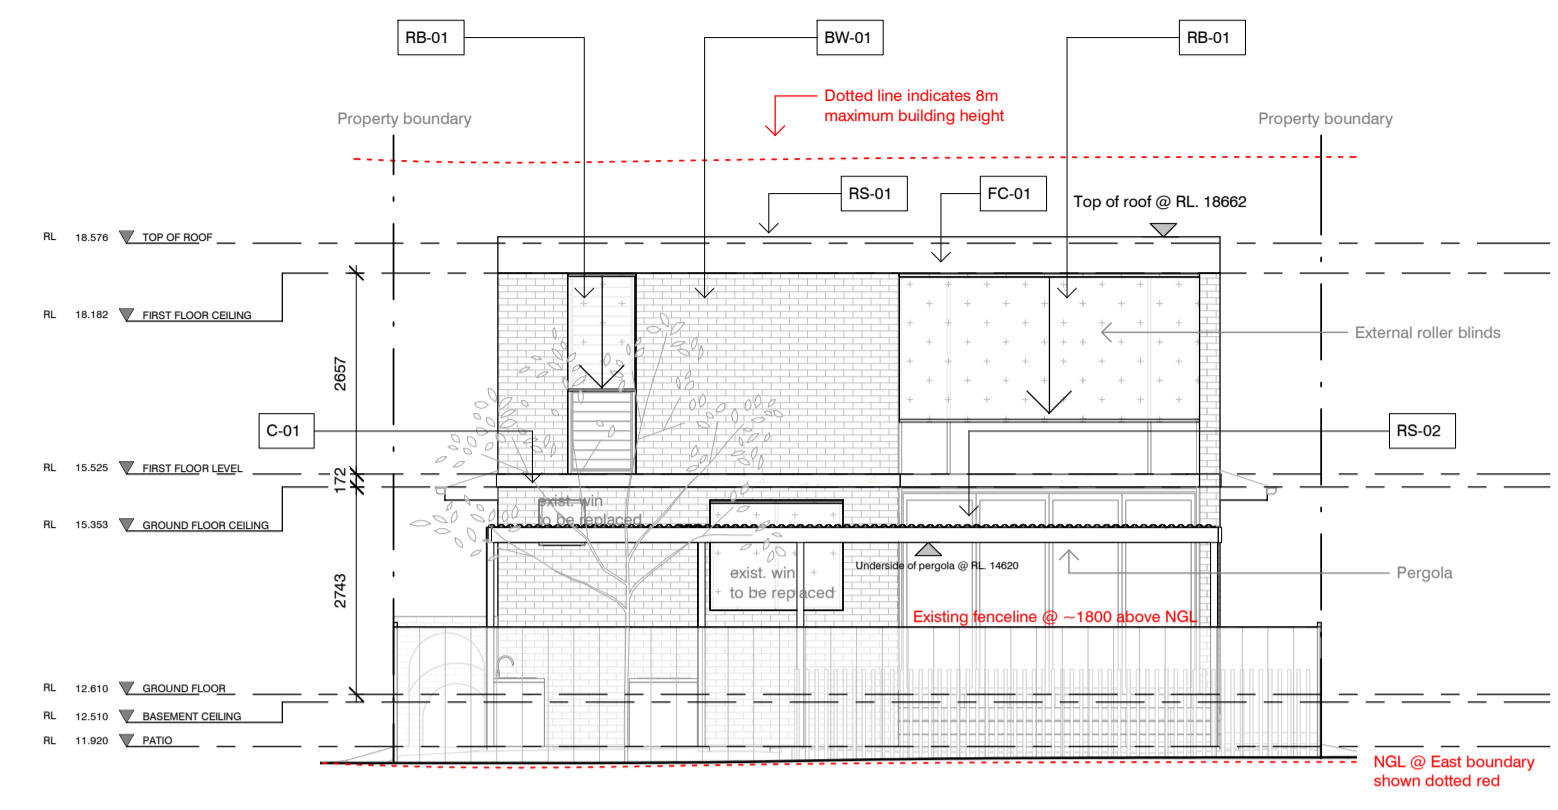 RB-01
BW-01
RB-01
Dotted line indicates 8m
maximum building height
Property boundary
Property boundary
RS-01
FC-01
Top of roof @ RL. 18662
RL 18.576 TOP OF ROOF
RL 18.182 FIRST FLOOR CEILING
External roller blinds
2657
C-01
RS-02
RL 15.525 FIRST FLOOR LEVEL
172
exist. win
to be replaced
RL 15.353 GROUND FLOOR CEILING
Underside of pergola @ RL. 14620
exist. win
to be replaced
Pergola
2743
Existing fenceline @ ~1800 above NGL
RL 12.610 GROUND FLOOR
RL 12.510 BASEMENT CEILING
RL 11.920 PATIO
NGL @ East boundary
shown dotted red